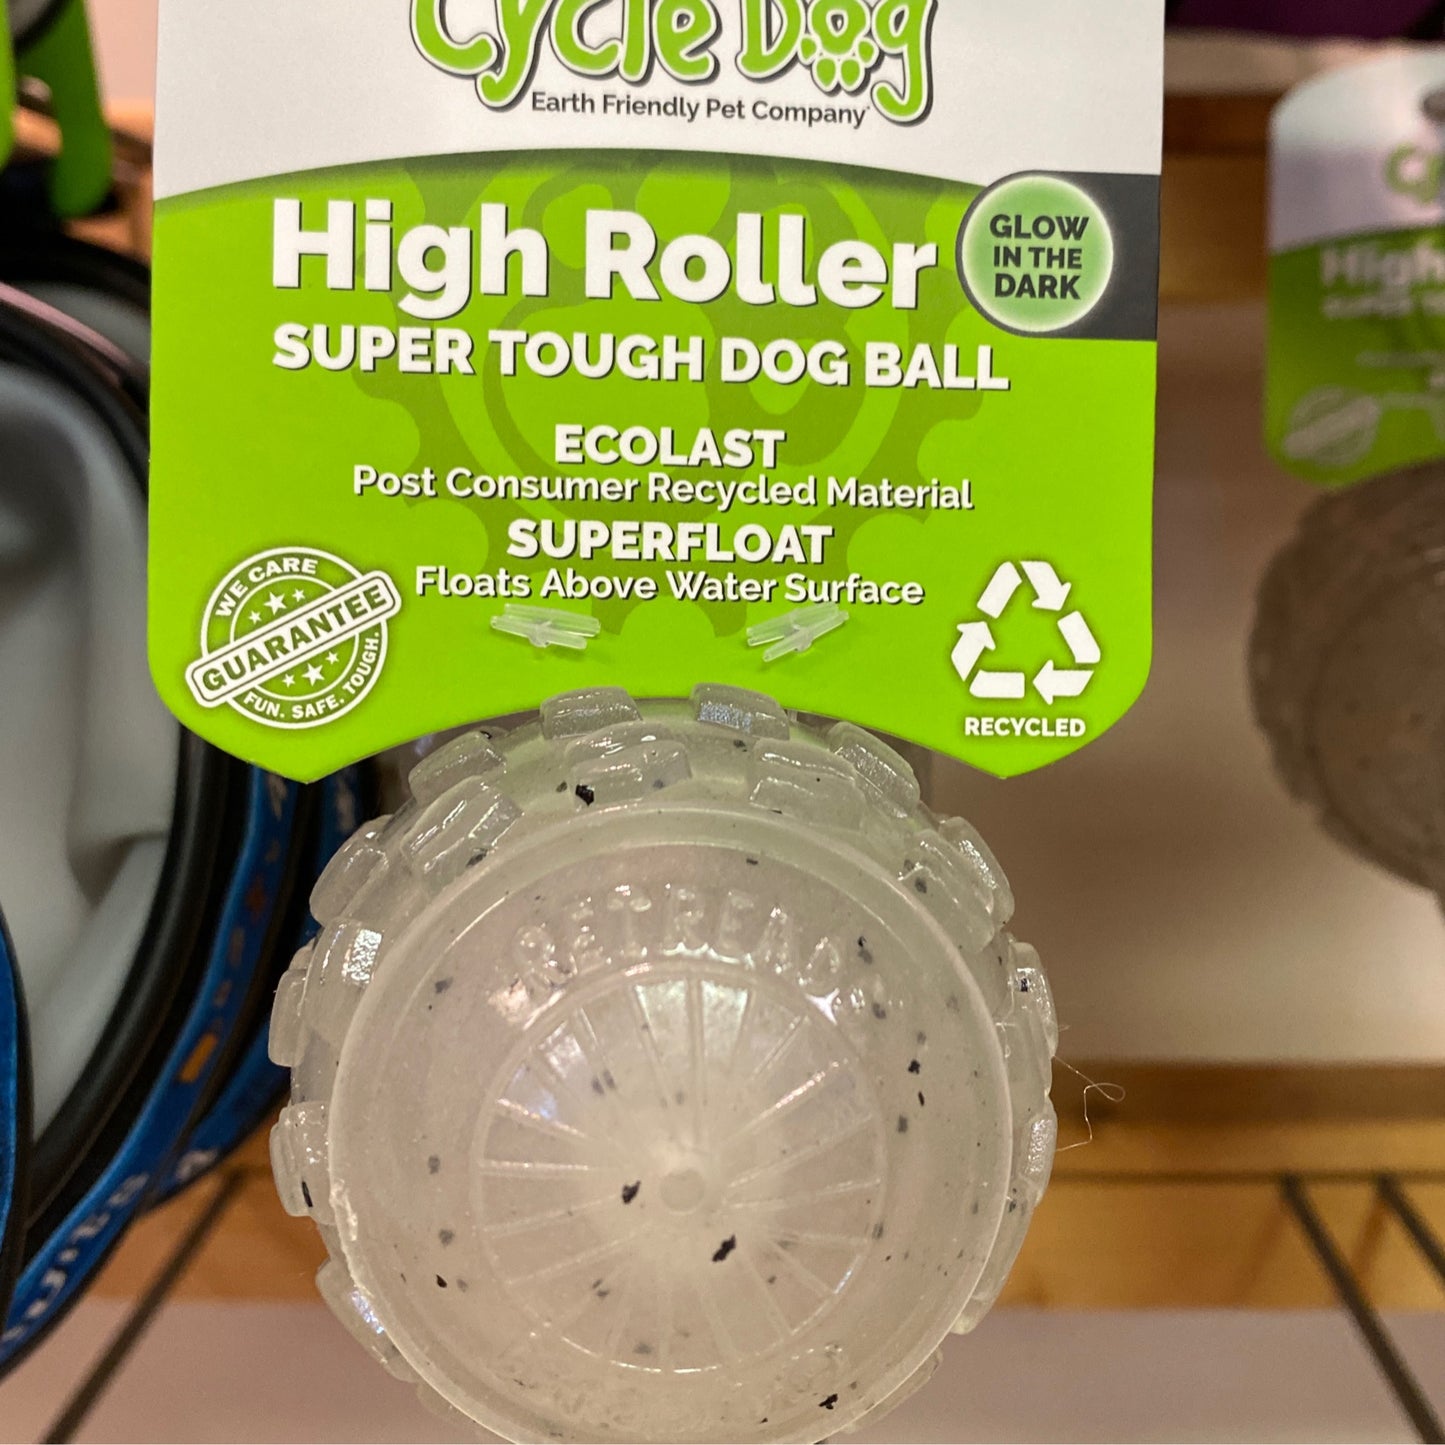 Cycle Dog
Earth Friendly Pet Company
High Roller
GLOW
IN THE
DARK
SUPER TOUGH DOG BALL
ECOLAST
Post Consumer Recycled Material
SUPERFLOAT
Floats Above Water Surface
WE CARE
GUARANTEE
FUN. SAFE. TOUGH.
RECYCLED
RETREAD
High